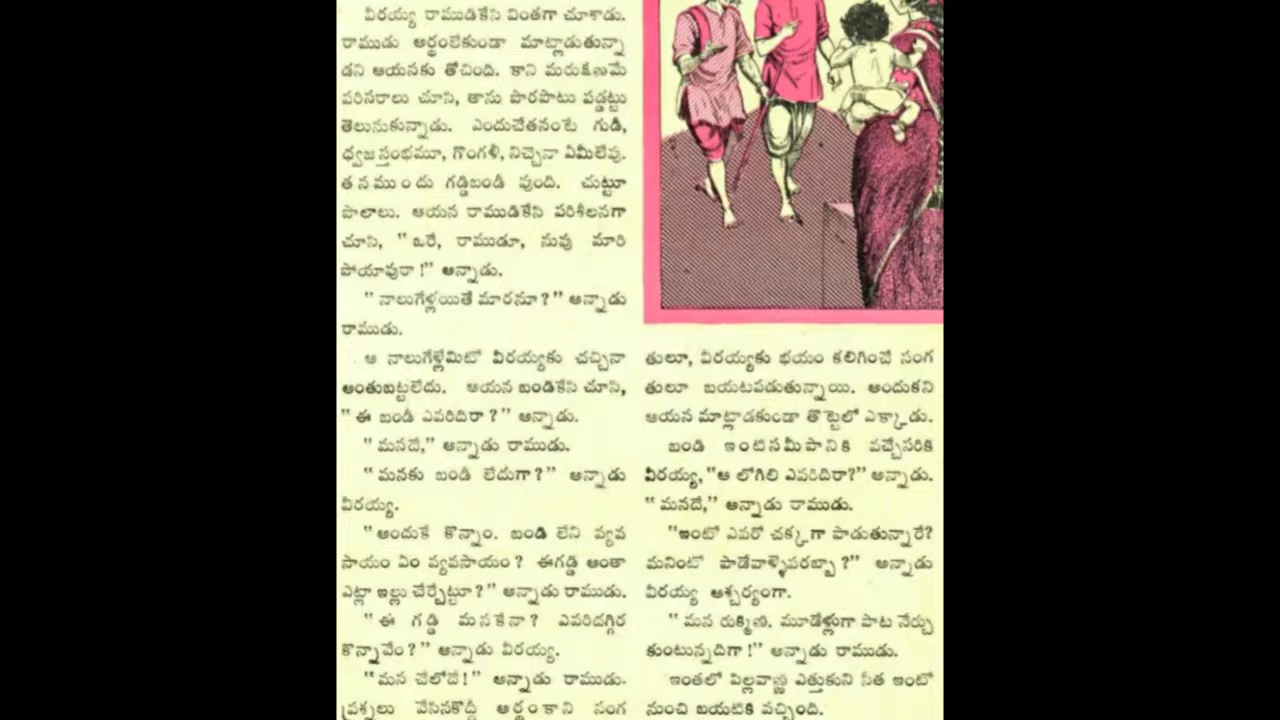 వీరయ్య రాముడికేసి వింతగా చూశాడు.
రాముడు అర్థంలేకుండా మాట్లాడుతున్నా
డని ఆయనకు తోచింది. కాని మరుక్షణమే
పరిసరాలు చూసి, తాను పొరపాటు పడ్డట్టు
తెలుసుకున్నాడు. ఎందుచేతనంటే గుడి,
ధ్వజస్తంభమూ, గొంగళీ, నిచ్చెనా ఏమీలేవు.
తనముందు గడ్డిబండీ వుంది. చుట్టూ
పొలాలు. ఆయన రాముడికేసి పరిశీలనగా
చూసి, "ఒరే, రాముడూ, నువు మారి
పోయావురా!" అన్నాడు.
"నాలుగేళ్లయితే మారనూ?" అన్నాడు
రాముడు.
ఆ నాలుగేళ్లేమిటో వీరయ్యకు చచ్చినా
అంతుబట్టలేదు. ఆయన బండికేసి చూసి,
"ఈ బండీ ఎవరిదిరా?" అన్నాడు.
"మనదే," అన్నాడు రాముడు.
"మనకు బండీ లేదుగా?" అన్నాడు
వీరయ్య.
"అందుకే కొన్నాం. బండీ లేని వ్యవ
సాయం ఏం వ్యవసాయం? ఈగడ్డి అంతా
ఎట్లా ఇల్లు చేర్చేట్టూ?" అన్నాడు రాముడు.
"ఈ గడ్డి మనకేనా? ఎవరిదగ్గిర
కొన్నావేం?" అన్నాడు వీరయ్య.
"మన చేలోదే!" అన్నాడు రాముడు.
ప్రశ్నలు వేసినకొద్దీ అర్థంకాని సంగ
తులూ, వీరయ్యకు భయం కలిగించే సంగ
తులూ బయటపడుతున్నాయి. అందుకని
ఆయన మాట్లాడకుండా తొట్టెలో ఎక్కాడు.
బండి ఇంటిసమీపానికి వచ్చేసరికి
వీరయ్య, "ఆ లోగిలి ఎవరిదిరా?" అన్నాడు.
"మనదే," అన్నాడు రాముడు.
"ఇంటో ఎవరో చక్కగా పాడుతున్నారే?
మనింటో పాడేవాళ్ళెవరబ్బా?" అన్నాడు
వీరయ్య ఆశ్చర్యంగా.
"మన రుక్మిణి. మూడేళ్లుగా పాట నేర్చు
కుంటున్నదిగా!" అన్నాడు రాముడు.
ఇంతలో పిల్లవాణ్ణి ఎత్తుకుని సీత ఇంటో
నుంచి బయటికి వచ్చింది.